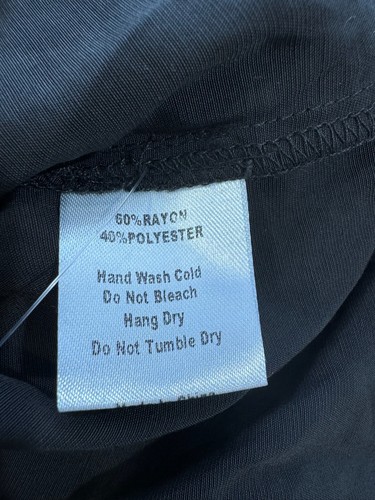 60%RAYON
40%POLYESTER
Hand Wash Cold
Do Not Bleach
Hang Dry
Do Not Tumble Dry